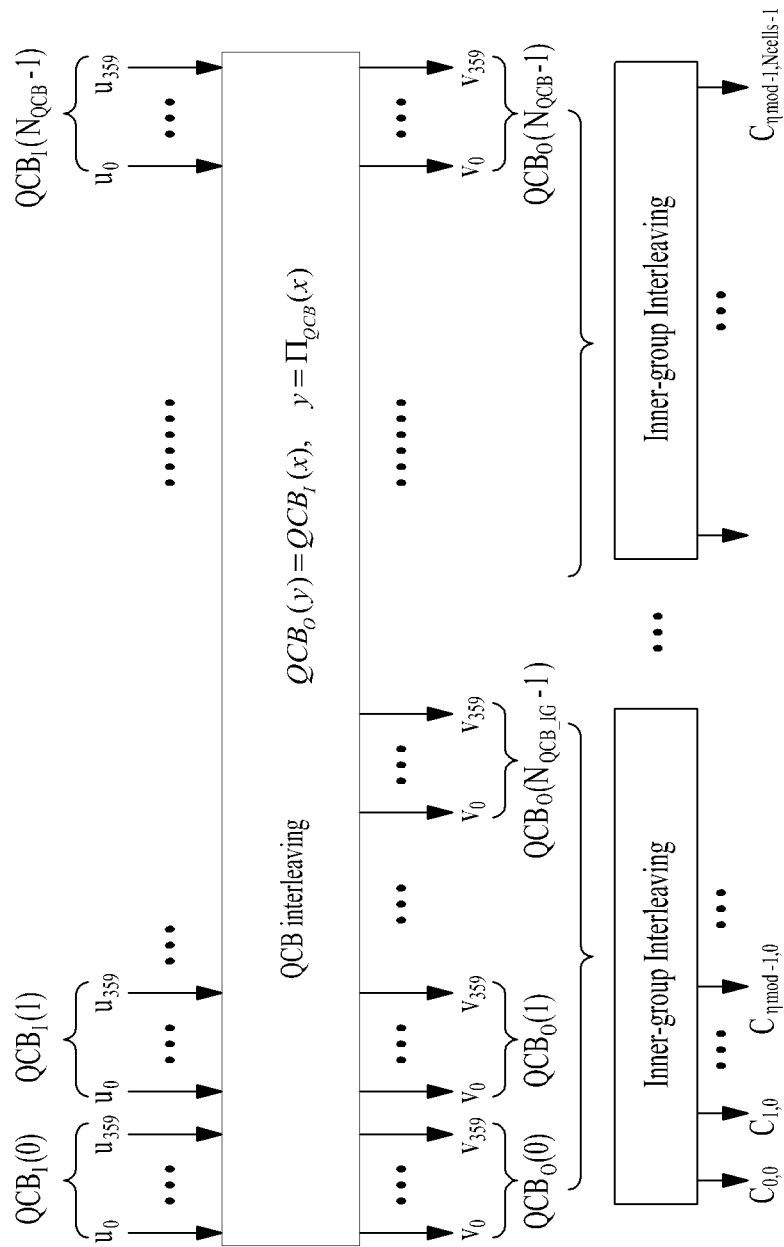 QCB_I(0) QCB_I(1) QCB_I(N_QCB-1)
u_0 u_359 u_0 u_359 u_0 u_359
QCB interleaving QCB_O(y)=QCB_I(x), y=Π_QCB(x)
v_0 v_359 v_0 v_359 v_0 v_359 v_0 v_359
QCB_O(0) QCB_O(1) QCB_O(N_QCB_IG-1) QCB_O(N_QCB-1)
Inner-group Interleaving Inner-group Interleaving
C_0,0 C_1,0 C_ηmod-1,0 C_ηmod-1,Ncells-1